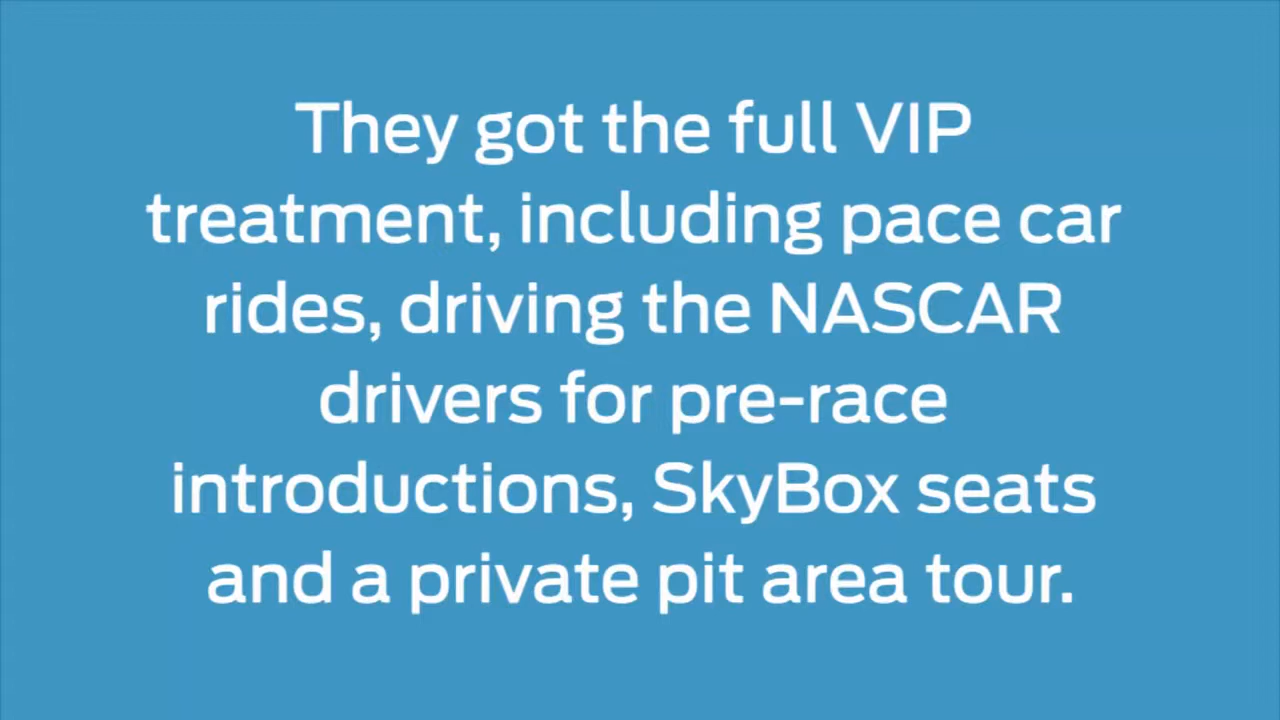 They got the full VIP
treatment, including pace car
rides, driving the NASCAR
drivers for pre-race
introductions, SkyBox seats
and a private pit area tour.